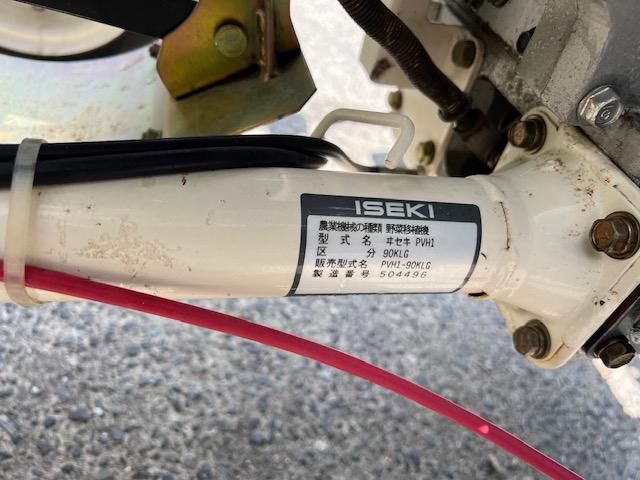 ISEKI
農業機械の種類 野菜移植機
型式名 ヰセキ PVH1
区分 90KLG
販売型式名 PVH1-90KLG
製造番号 504496